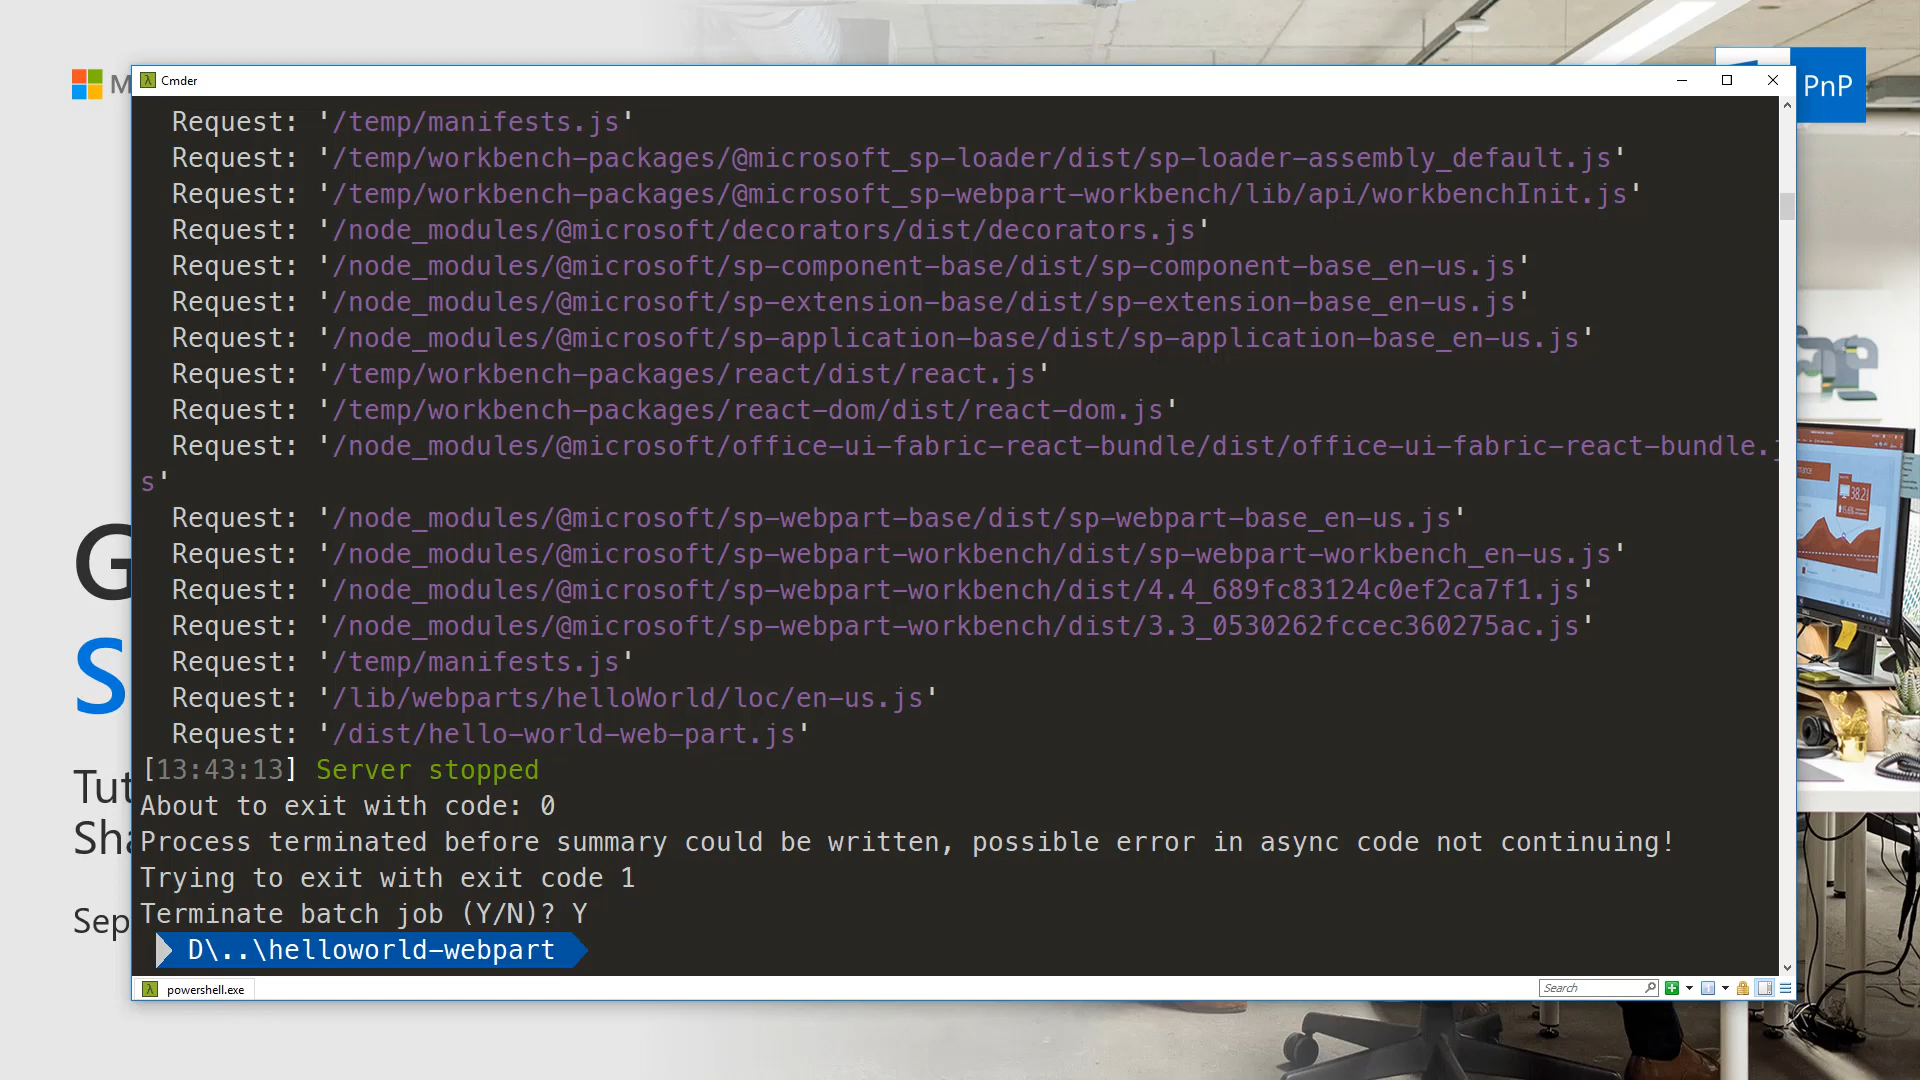 Cmder
PnP
M
Request: '/temp/manifests.js'
Request: '/temp/workbench-packages/@microsoft_sp-loader/dist/sp-loader-assembly_default.js'
Request: '/temp/workbench-packages/@microsoft_sp-webpart-workbench/lib/api/workbenchInit.js'
Request: '/node_modules/@microsoft/decorators/dist/decorators.js'
Request: '/node_modules/@microsoft/sp-component-base/dist/sp-component-base_en-us.js'
Request: '/node_modules/@microsoft/sp-extension-base/dist/sp-extension-base_en-us.js'
Request: '/node_modules/@microsoft/sp-application-base/dist/sp-application-base_en-us.js'
Request: '/temp/workbench-packages/react/dist/react.js'
Request: '/temp/workbench-packages/react-dom/dist/react-dom.js'
Request: '/node_modules/@microsoft/office-ui-fabric-react-bundle/dist/office-ui-fabric-react-bundle.j
s'
Request: '/node_modules/@microsoft/sp-webpart-base/dist/sp-webpart-base_en-us.js'
Request: '/node_modules/@microsoft/sp-webpart-workbench/dist/sp-webpart-workbench_en-us.js'
Request: '/node_modules/@microsoft/sp-webpart-workbench/dist/4.4_689fc83124c0ef2ca7f1.js'
Request: '/node_modules/@microsoft/sp-webpart-workbench/dist/3.3_0530262fccec360275ac.js'
Request: '/temp/manifests.js'
Request: '/lib/webparts/helloWorld/loc/en-us.js'
Request: '/dist/hello-world-web-part.js'
[13:43:13] Server stopped
About to exit with code: 0
Process terminated before summary could be written, possible error in async code not continuing!
Trying to exit with exit code 1
Terminate batch job (Y/N)? Y
D\..\helloworld-webpart
powershell.exe
Search
G
S
Tut
Sha
Sep
38.21